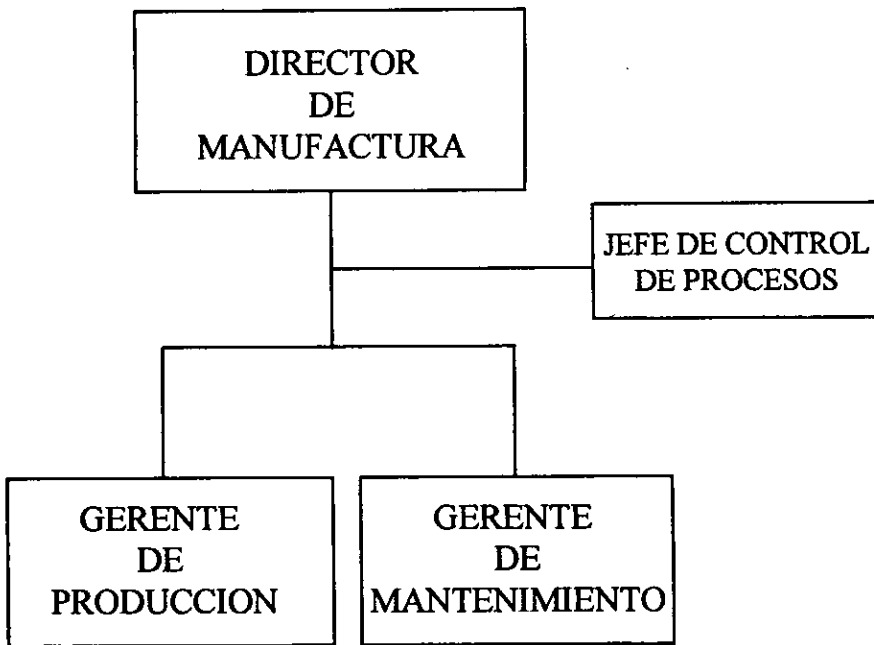 DIRECTOR
DE
MANUFACTURA
JEFE DE CONTROL
DE PROCESOS
GERENTE
DE
PRODUCCION
GERENTE
DE
MANTENIMIENTO